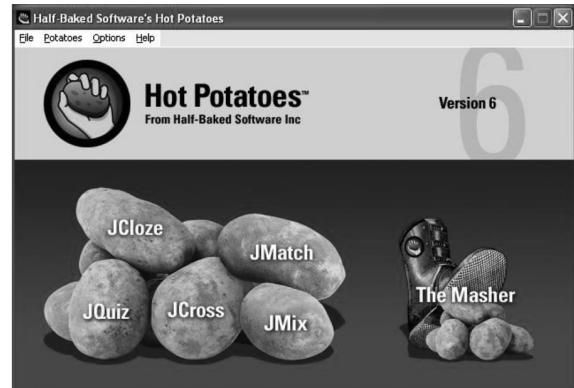 Half-Baked Software's Hot Potatoes
File Potatoes Options Help
Hot Potatoes™
From Half-Baked Software Inc
Version 6
6
JCloze
JMatch
JQuiz
JCross
JMix
The Masher